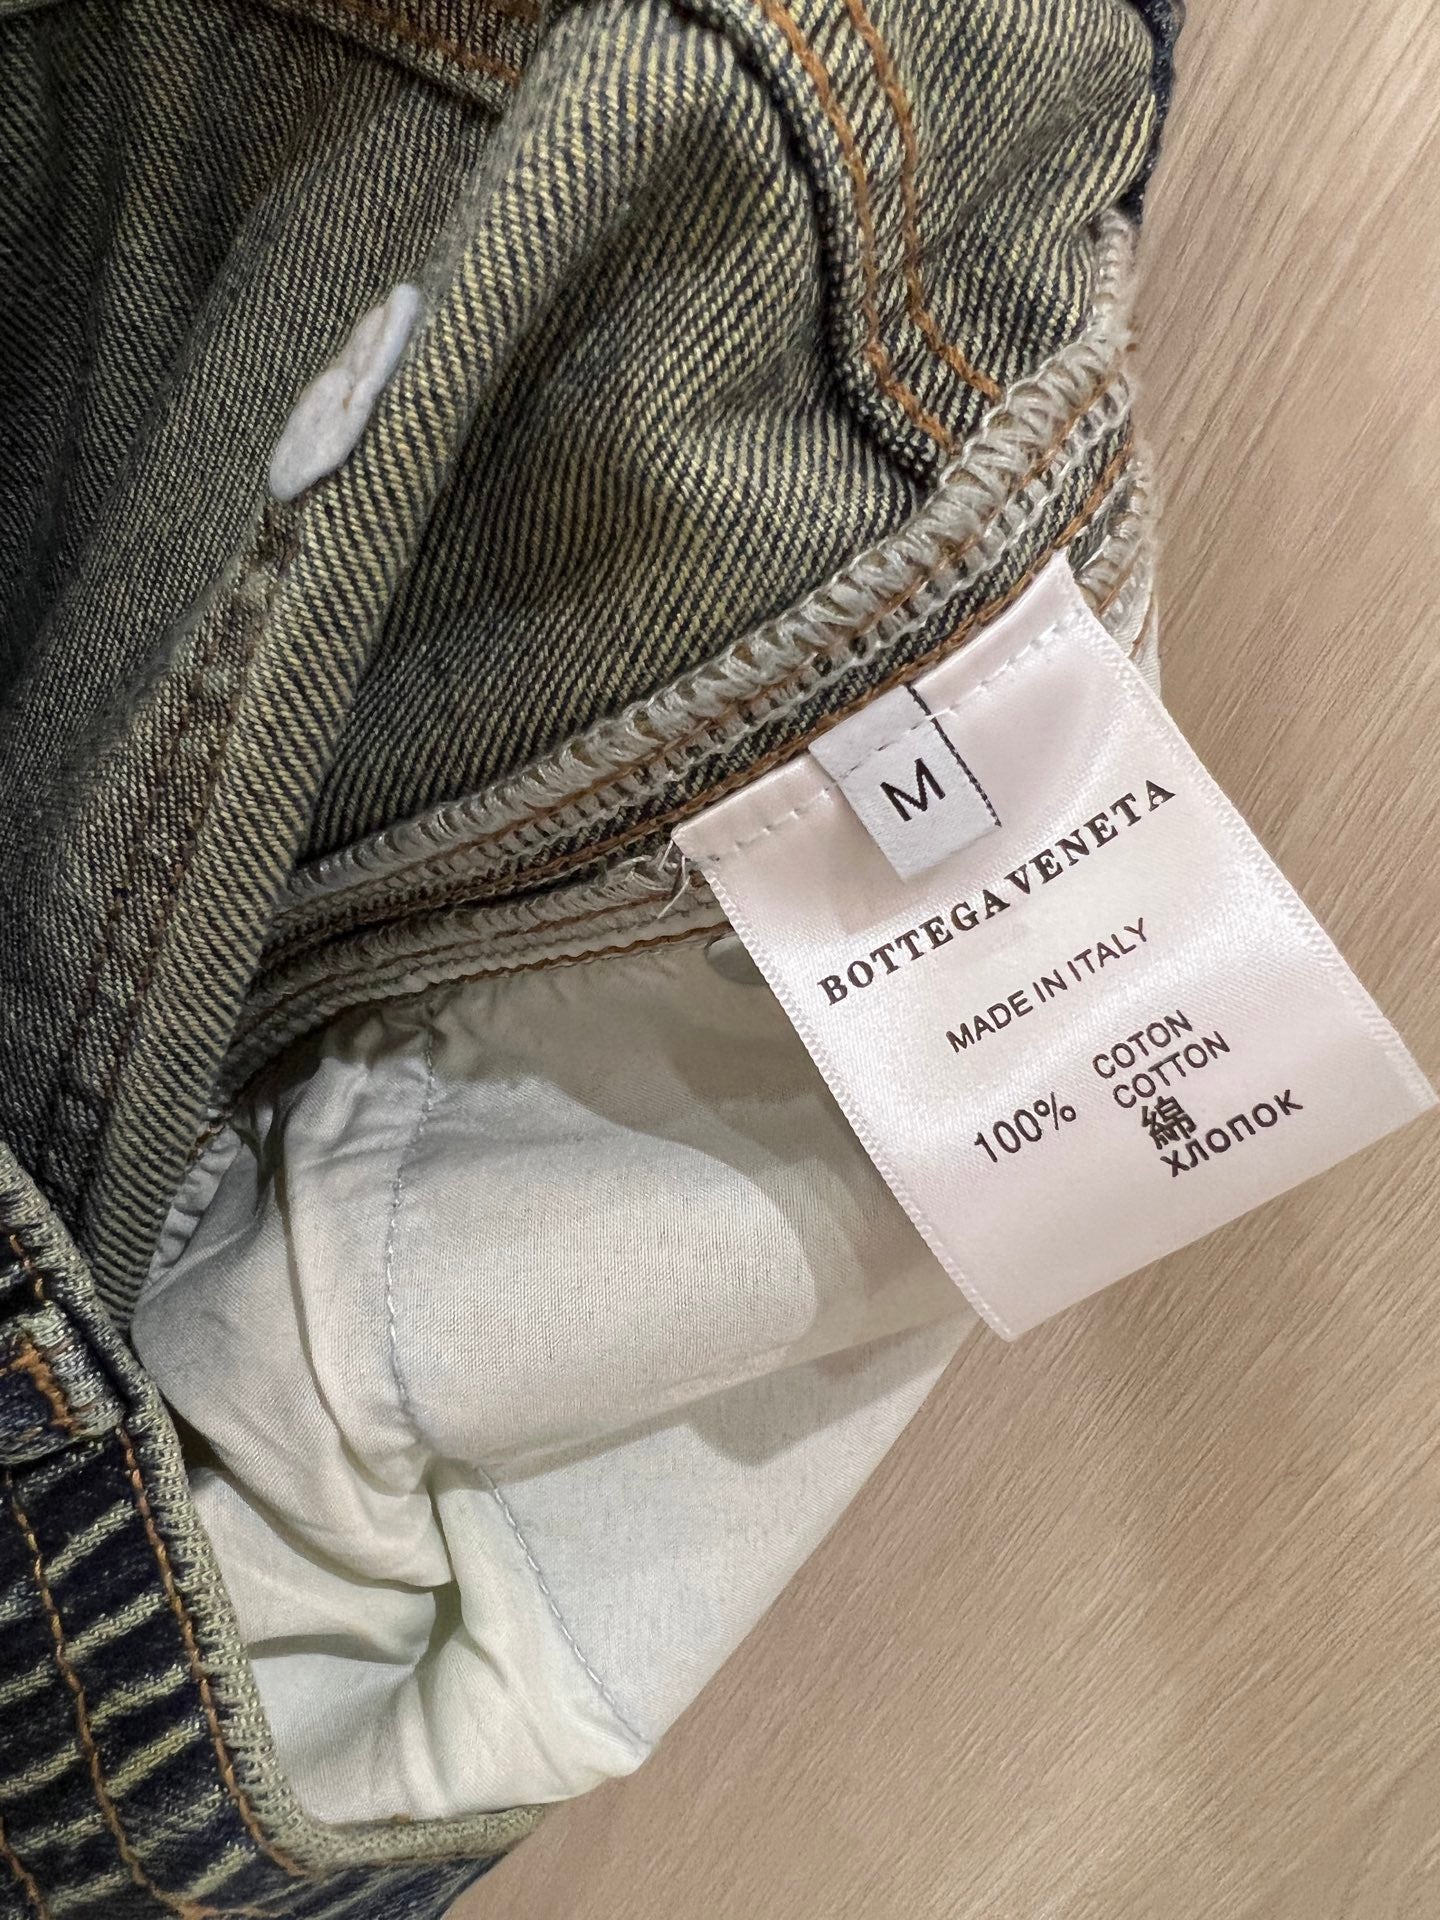 M
BOTTEGA VENETA
MADE IN ITALY
COTON
100% COTTON
綿
ХЛОПОК